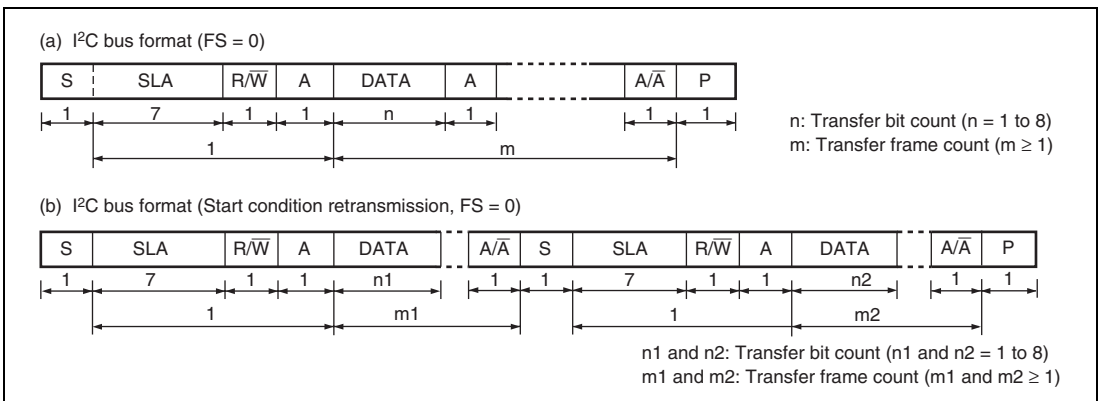 (a) I²C bus format (FS = 0)
S SLA R/W̅ A DATA A A/A̅ P
1 7 1 1 n 1 1 1
1 m
n: Transfer bit count (n = 1 to 8)
m: Transfer frame count (m ≥ 1)
(b) I²C bus format (Start condition retransmission, FS = 0)
S SLA R/W̅ A DATA A/A̅ S SLA R/W̅ A DATA A/A̅ P
1 7 1 1 n1 1 1 7 1 1 n2 1 1
1 m1 1 m2
n1 and n2: Transfer bit count (n1 and n2 = 1 to 8)
m1 and m2: Transfer frame count (m1 and m2 ≥ 1)